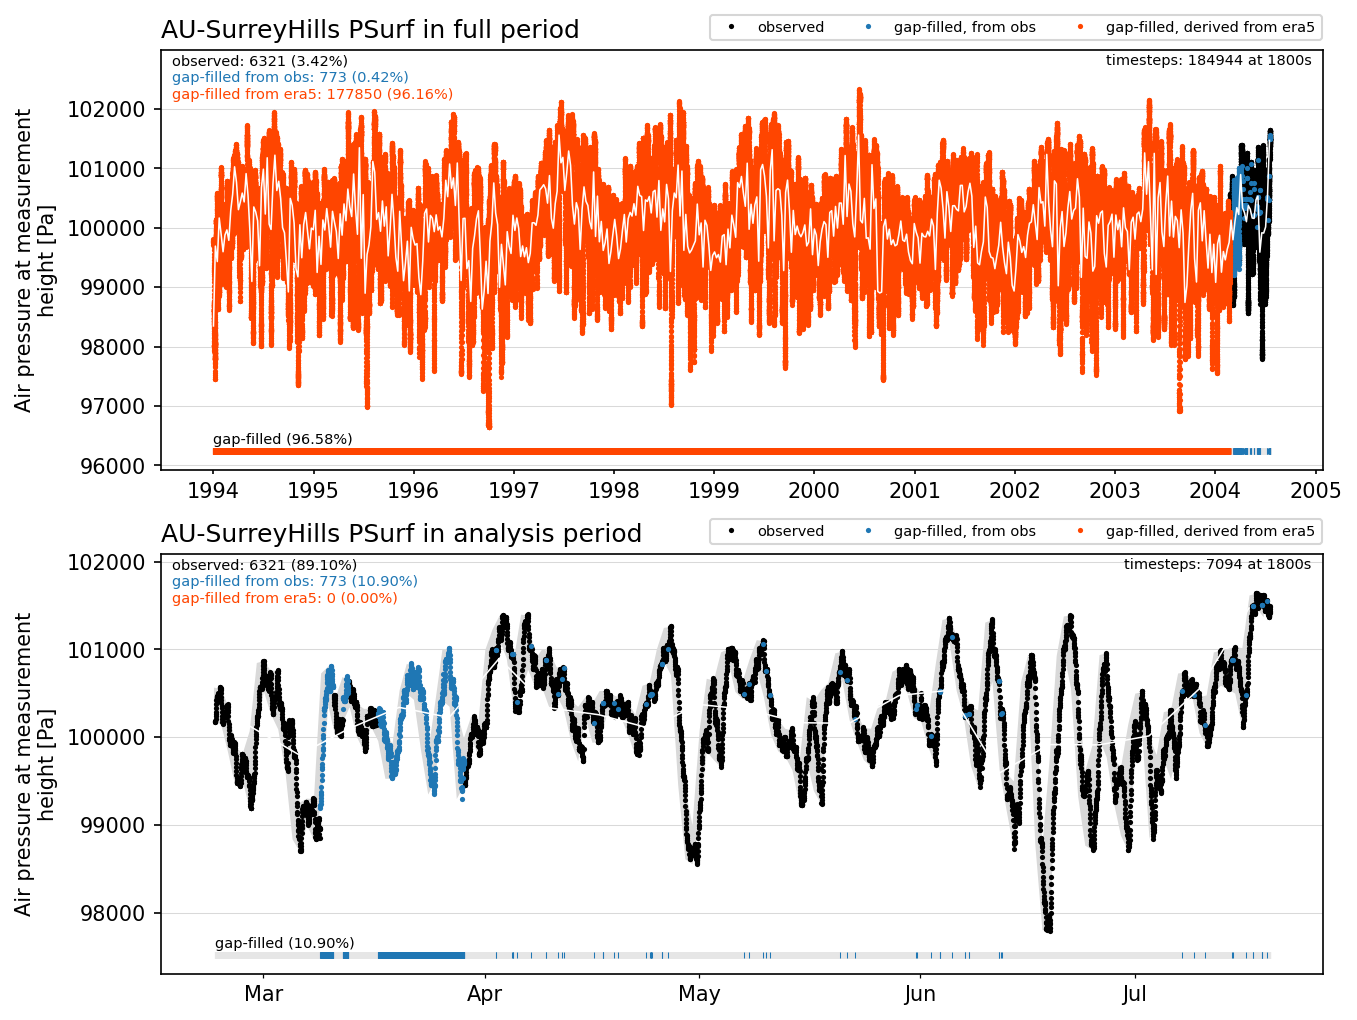 AU-SurreyHills PSurf in full period
observed
gap-filled, from obs
gap-filled, derived from era5
observed: 6321 (3.42%)
gap-filled from obs: 773 (0.42%)
gap-filled from era5: 177850 (96.16%)
timesteps: 184944 at 1800s
Air pressure at measurement
height [Pa]
102000
101000
100000
99000
98000
97000
96000
gap-filled (96.58%)
1994 1995 1996 1997 1998 1999 2000 2001 2002 2003 2004 2005
AU-SurreyHills PSurf in analysis period
observed
gap-filled, from obs
gap-filled, derived from era5
observed: 6321 (89.10%)
gap-filled from obs: 773 (10.90%)
gap-filled from era5: 0 (0.00%)
timesteps: 7094 at 1800s
Air pressure at measurement
height [Pa]
102000
101000
100000
99000
98000
gap-filled (10.90%)
Mar Apr May Jun Jul